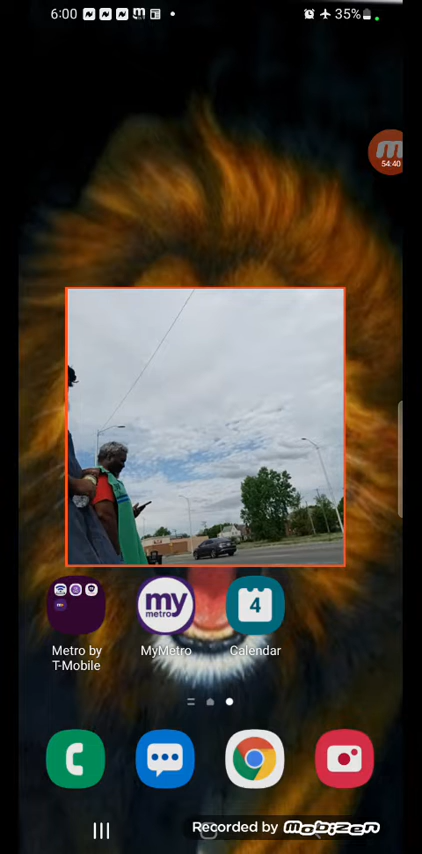 6:00
35%
54:40
my
metro
4
Metro by
T-Mobile
MyMetro
Calendar
Recorded by mobizen